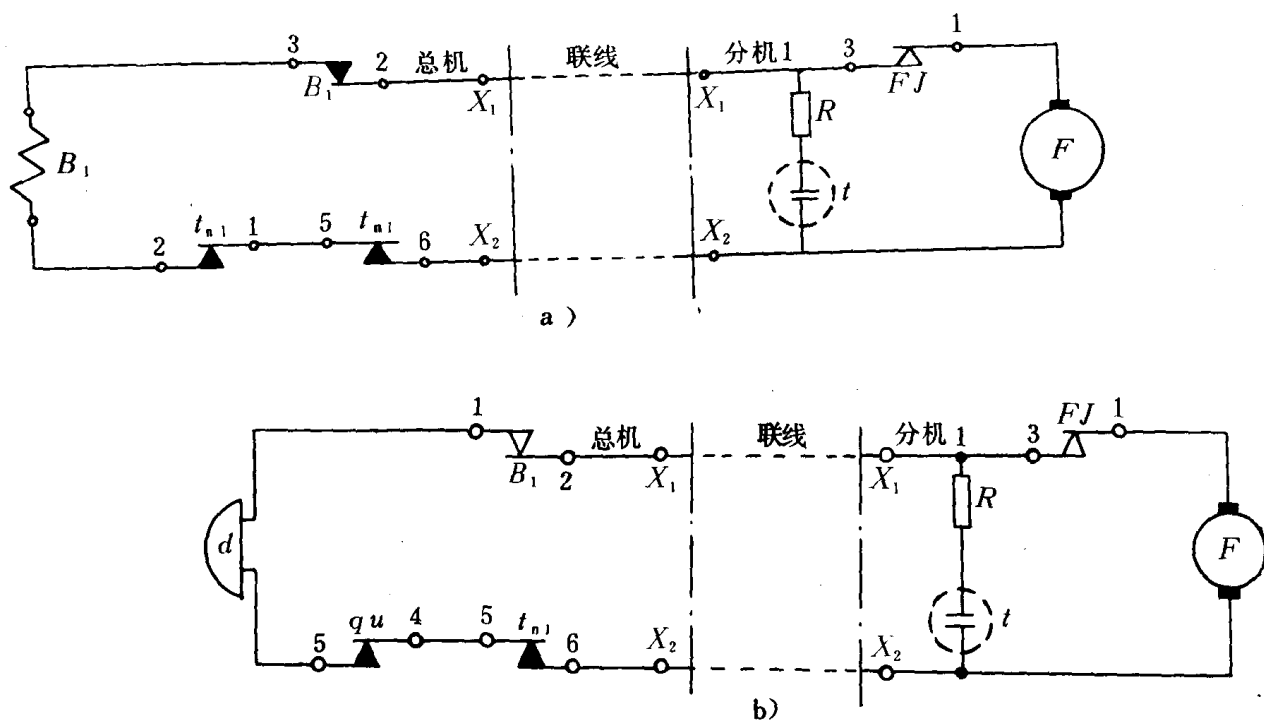 3 B₁ 2 总机 X₁ 联线 分机1 X₁ 3 FJ 1
B₁ R t F
2 tₙ₁ 1 5 tₙ₁ 6 X₂ X₂
a)
1 B₁ 2 总机 X₁ 联线 分机1 X₁ 3 FJ 1
d R t F
5 qu 4 5 tₙ₁ 6 X₂ X₂
b)